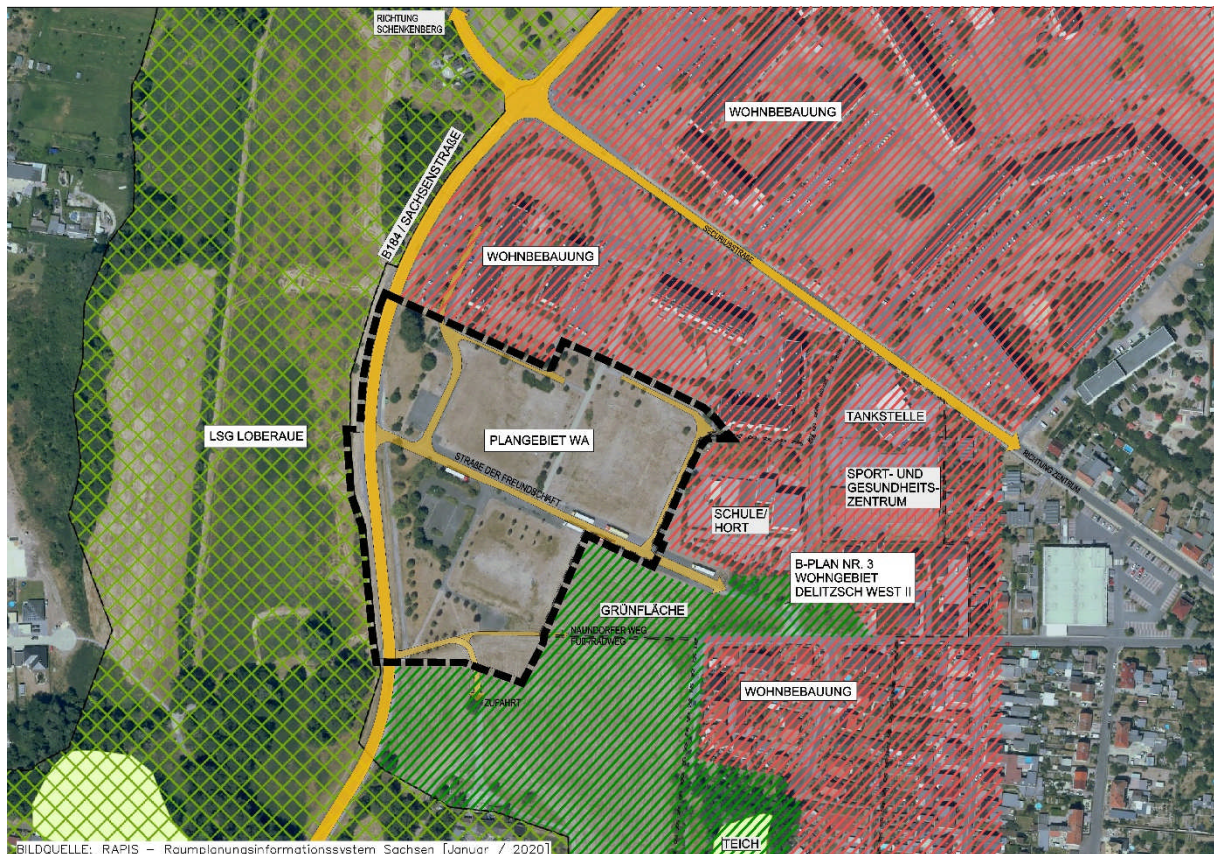 RICHTUNG
SCHENKENBERG
WOHNBEBAUUNG
B184 / SACHSENSTRAßE
SECURIUSSTRAßE
WOHNBEBAUUNG
LSG LOBERAUE
PLANGEBIET WA
STRAßE DER FREUNDSCHAFT
TANKSTELLE
RICHTUNG ZENTRUM
SPORT- UND
GESUNDHEITS-
ZENTRUM
SCHULE/
HORT
B-PLAN NR. 3
WOHNGEBIET
DELITZSCH WEST II
GRÜNFLÄCHE
NAUNDORFER WEG
FUß-/RADWEG
WOHNBEBAUUNG
ZUFAHRT
TEICH
BILDQUELLE: RAPIS – Raumplanungsinformationssystem Sachsen [Januar / 2020]